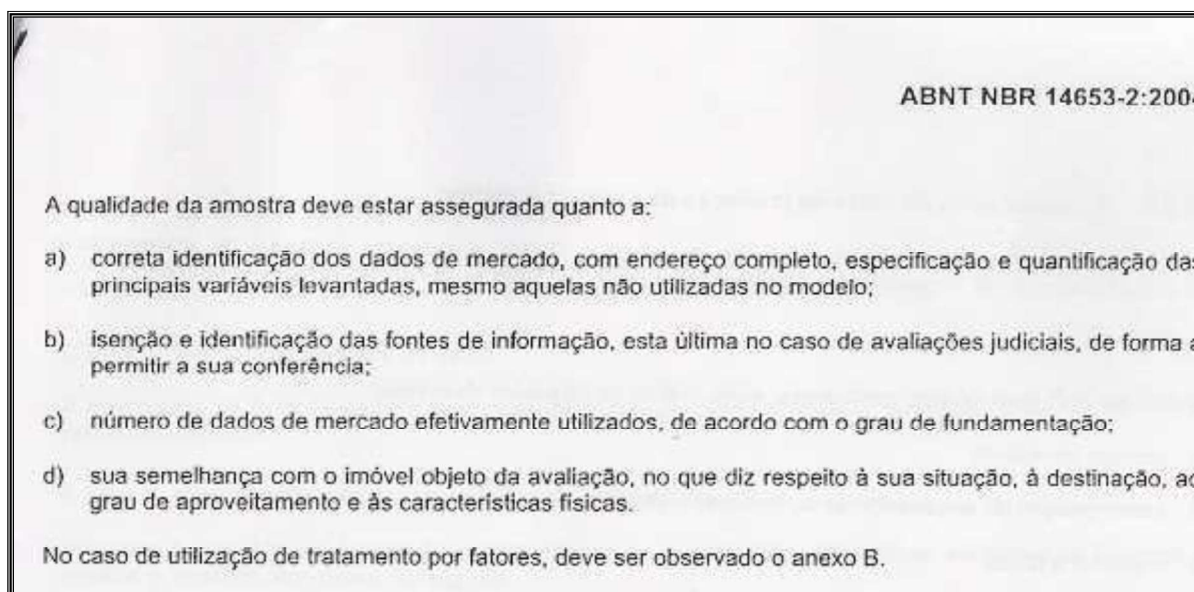 ABNT NBR 14653-2:200
A qualidade da amostra deve estar assegurada quanto a:
a) correta identificação dos dados de mercado, com endereço completo, especificação e quantificação das
principais variáveis levantadas, mesmo aquelas não utilizadas no modelo;
b) isenção e identificação das fontes de informação, esta última no caso de avaliações judiciais, de forma a
permitir a sua conferência;
c) número de dados de mercado efetivamente utilizados, de acordo com o grau de fundamentação;
d) sua semelhança com o imóvel objeto da avaliação, no que diz respeito à sua situação, à destinação, ao
grau de aproveitamento e às características físicas.
No caso de utilização de tratamento por fatores, deve ser observado o anexo B.